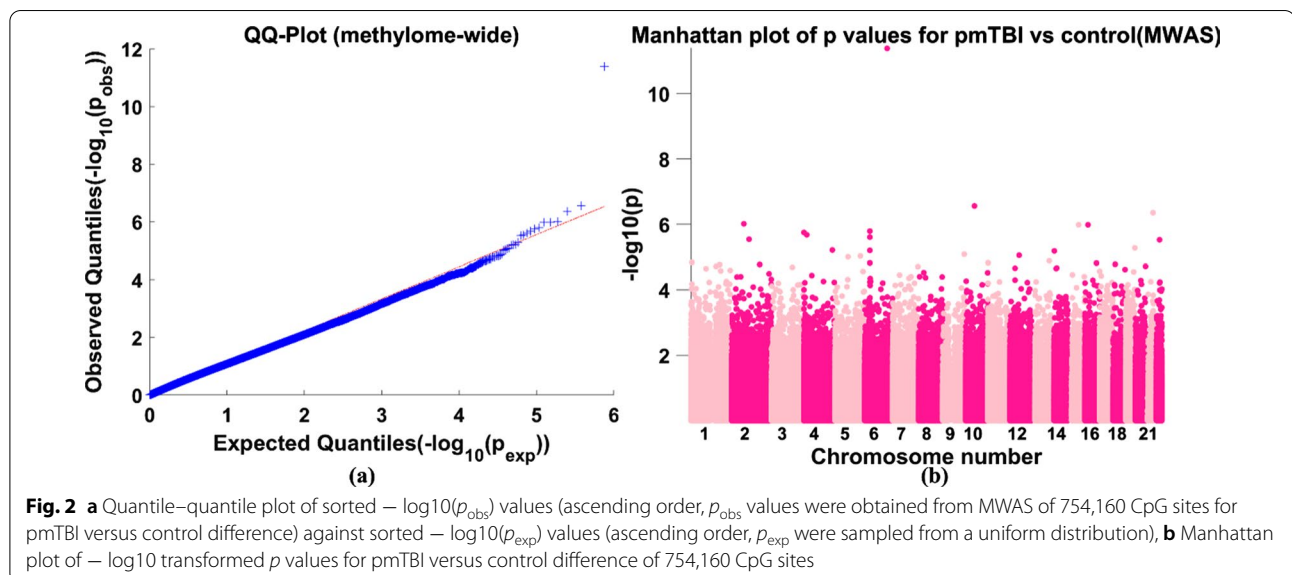 QQ-Plot (methylome-wide)
12
10
8
6
4
2
0
0 1 2 3 4 5 6
Observed Quantiles(-log10(pobs))
Expected Quantiles(-log10(pexp))
(a)
Manhattan plot of p values for pmTBI vs control(MWAS)
10
8
6
4
2
-log10(p)
1 2 3 4 5 6 7 8 9 10 12 14 16 18 21
Chromosome number
(b)
Fig. 2 a Quantile–quantile plot of sorted − log10(pobs) values (ascending order, pobs values were obtained from MWAS of 754,160 CpG sites for
pmTBI versus control difference) against sorted − log10(pexp) values (ascending order, pexp were sampled from a uniform distribution), b Manhattan
plot of − log10 transformed p values for pmTBI versus control difference of 754,160 CpG sites